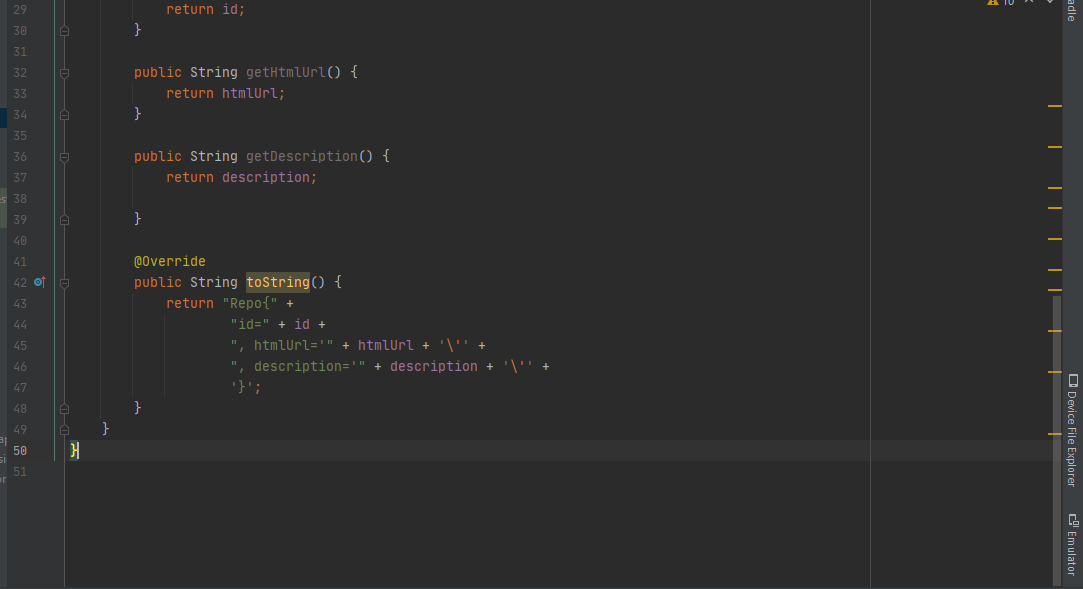 29 return id;
30 }
31
32 public String getHtmlUrl() {
33 return htmlUrl;
34 }
35
36 public String getDescription() {
37 return description;
38
39 }
40
41 @Override
42 public String toString() {
43 return "Repo{" +
44 "id=" + id +
45 ", htmlUrl='" + htmlUrl + '\'' +
46 ", description='" + description + '\'' +
47 '}';
48 }
49 }
50 }
51
10
Device File Explorer
Emulator